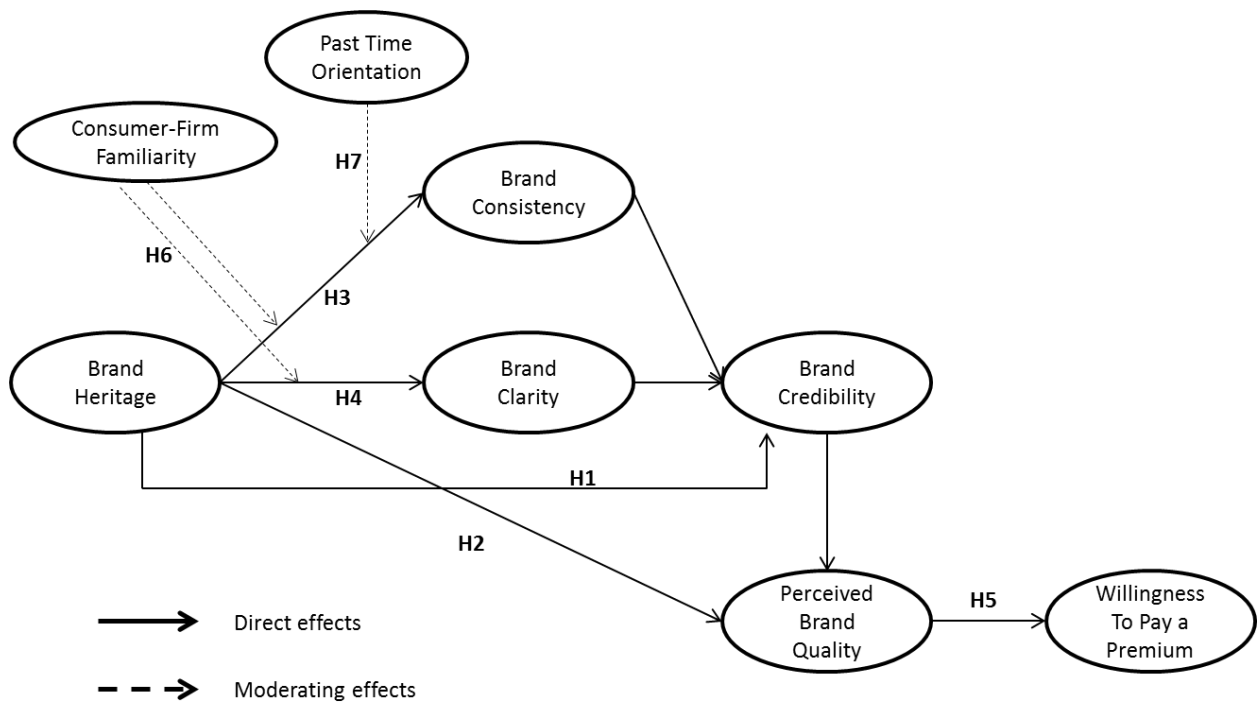 Past Time
Orientation
Consumer-Firm
Familiarity
H7
Brand
Consistency
H6
H3
Brand
Heritage
H4
Brand
Clarity
Brand
Credibility
H1
H2
Perceived
Brand
Quality
H5
Willingness
To Pay a
Premium
Direct effects
Moderating effects